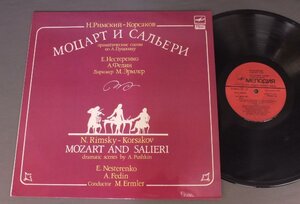 Н.Римский-Корсаков
МОЦАРТ И САЛЬЕРИ
драматические сцены
по А.Пушкину
Е.Нестеренко
А.Федин
Дирижер М.Эрмлер
N. Rimsky-Korsakov
MOZART AND SALIERI
dramatic scenes by A. Pushkin
E. Nesterenko
A. Fedin
Conductor M. Ermler
МЕЛОДИЯ